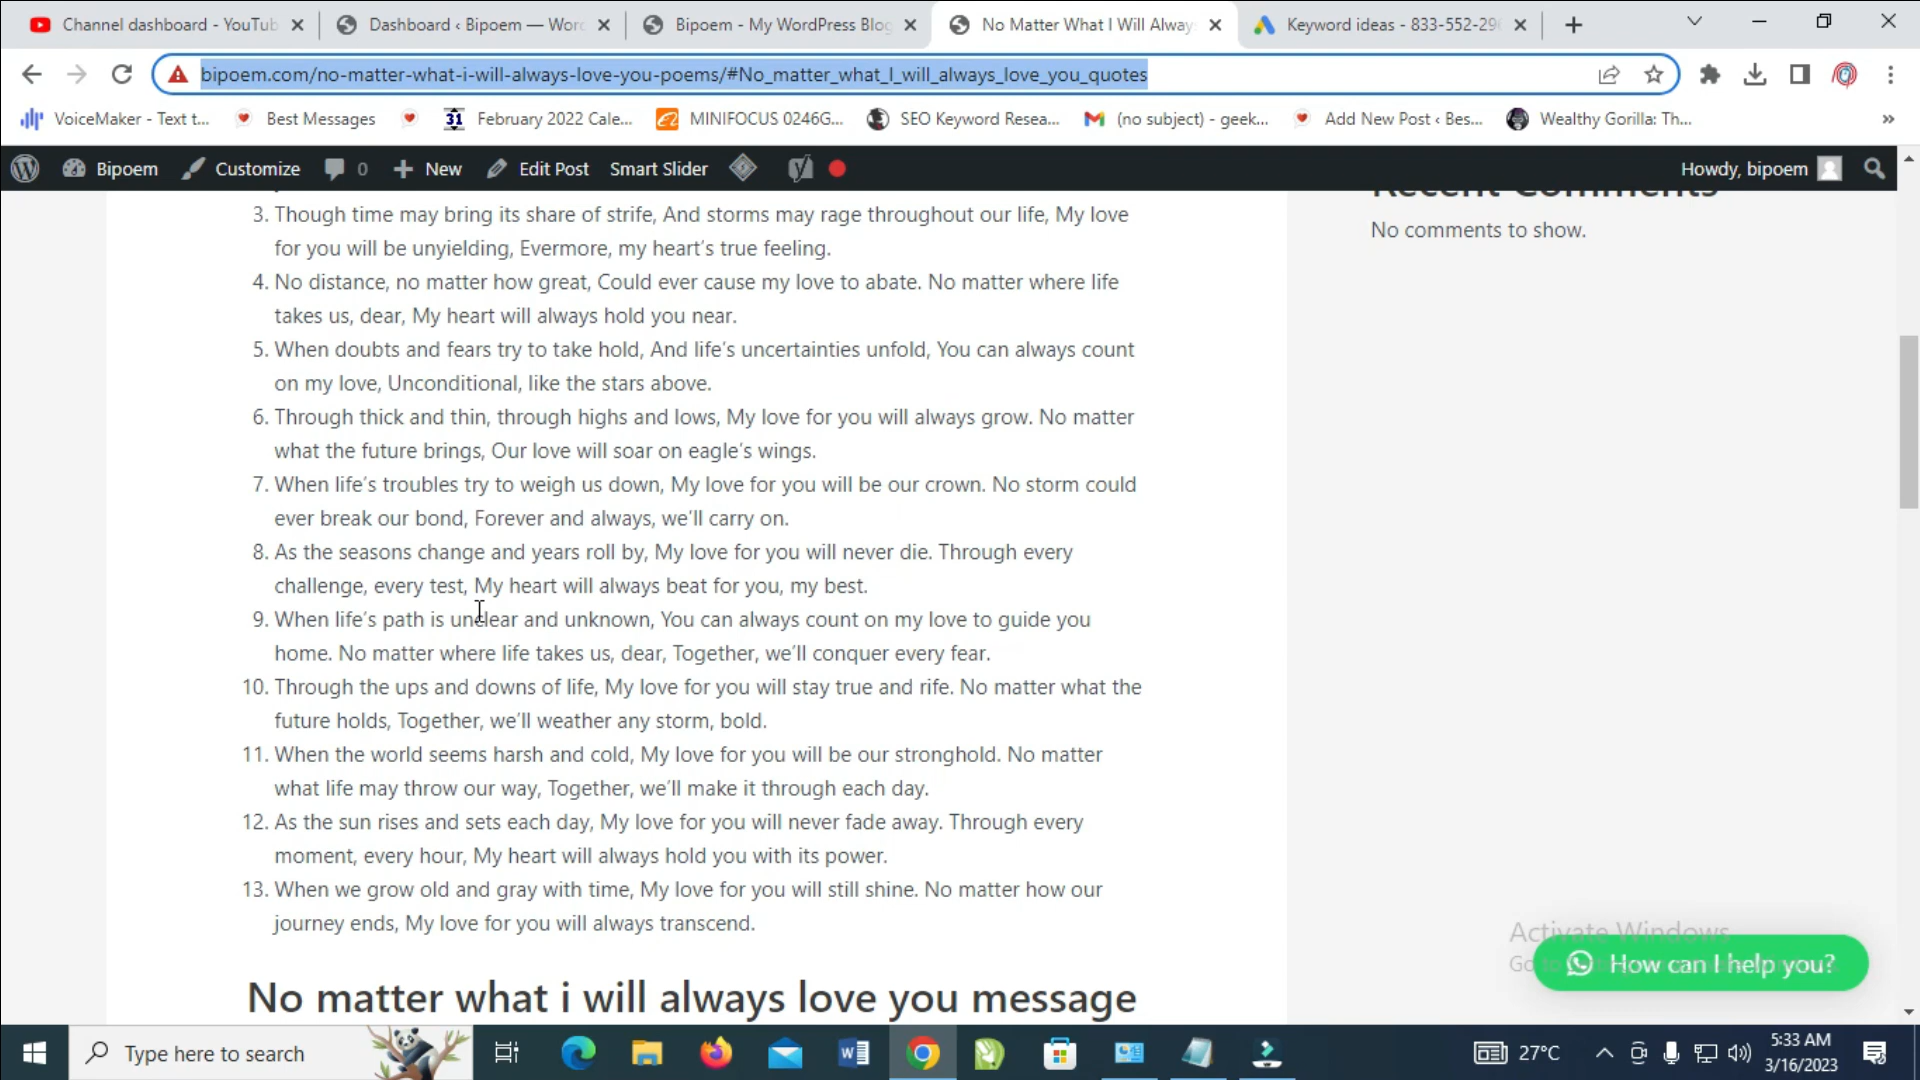 Channel dashboard - YouTub
Dashboard ‹ Bipoem — Wor
Bipoem - My WordPress Blog
No Matter What I Will Alway
Keyword ideas - 833-552-29
bipoem.com/no-matter-what-i-will-always-love-you-poems/#No_matter_what_I_will_always_love_you_quotes
VoiceMaker - Text t...
Best Messages
31
February 2022 Cale...
MINIFOCUS 0246G...
SEO Keyword Resea...
(no subject) - geek...
Add New Post ‹ Bes...
Wealthy Gorilla: Th...
»
Bipoem
Customize
0
New
Edit Post
Smart Slider
Howdy, bipoem
Recent Comments
No comments to show.
3. Though time may bring its share of strife, And storms may rage throughout our life, My love
for you will be unyielding, Evermore, my heart's true feeling.
4. No distance, no matter how great, Could ever cause my love to abate. No matter where life
takes us, dear, My heart will always hold you near.
5. When doubts and fears try to take hold, And life's uncertainties unfold, You can always count
on my love, Unconditional, like the stars above.
6. Through thick and thin, through highs and lows, My love for you will always grow. No matter
what the future brings, Our love will soar on eagle's wings.
7. When life's troubles try to weigh us down, My love for you will be our crown. No storm could
ever break our bond, Forever and always, we'll carry on.
8. As the seasons change and years roll by, My love for you will never die. Through every
challenge, every test, My heart will always beat for you, my best.
9. When life's path is unclear and unknown, You can always count on my love to guide you
home. No matter where life takes us, dear, Together, we'll conquer every fear.
10. Through the ups and downs of life, My love for you will stay true and rife. No matter what the
future holds, Together, we'll weather any storm, bold.
11. When the world seems harsh and cold, My love for you will be our stronghold. No matter
what life may throw our way, Together, we'll make it through each day.
12. As the sun rises and sets each day, My love for you will never fade away. Through every
moment, every hour, My heart will always hold you with its power.
13. When we grow old and gray with time, My love for you will still shine. No matter how our
journey ends, My love for you will always transcend.
No matter what i will always love you message
Activate Windows
Go to
How can I help you?
Type here to search
27°C
5:33 AM
3/16/2023